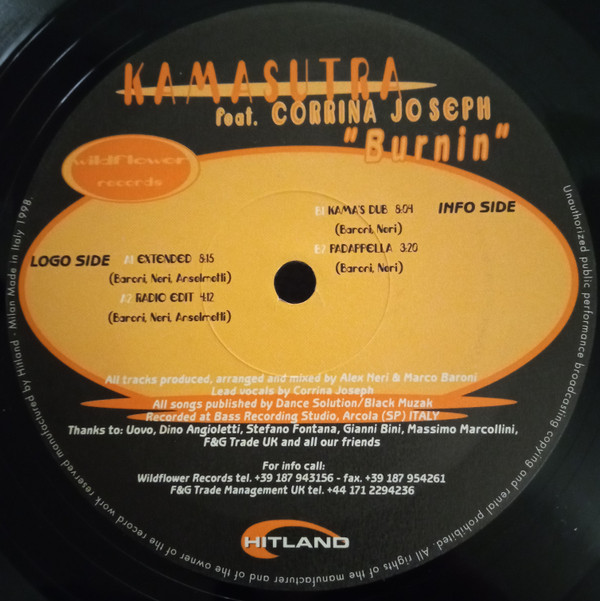 KAMASUTRA
feat. CORRINA JOSEPH
"Burnin"
wildflower
records
LOGO SIDE
A1 EXTENDED 8:15
(Baroni, Neri, Anselmetti)
A2 RADIO EDIT 4:12
(Baroni, Neri, Anselmetti)
INFO SIDE
B1 KAMA'S DUB 8:04
(Baroni, Neri)
B2 PADAPPELLA 3:20
(Baroni, Neri)
All tracks produced, arranged and mixed by Alex Neri & Marco Baroni
Lead vocals by Corrina Joseph
All songs published by Dance Solution/Black Muzak
Recorded at Bass Recording Studio, Arcola (SP) ITALY
Thanks to: Uovo, Dino Angioletti, Stefano Fontana, Gianni Bini, Massimo Marcollini,
F&G Trade UK and all our friends
For info call:
Wildflower Records tel. +39 187 943156 - fax. +39 187 954261
F&G Trade Management UK tel. +44 171 2294236
HITLAND
Unauthorized public performance broadcasting copying and rental prohibited. All rights of the manufacturer and of the owner of the record work reserved manufactured by Hitland - Milan Made in Italy 1998.